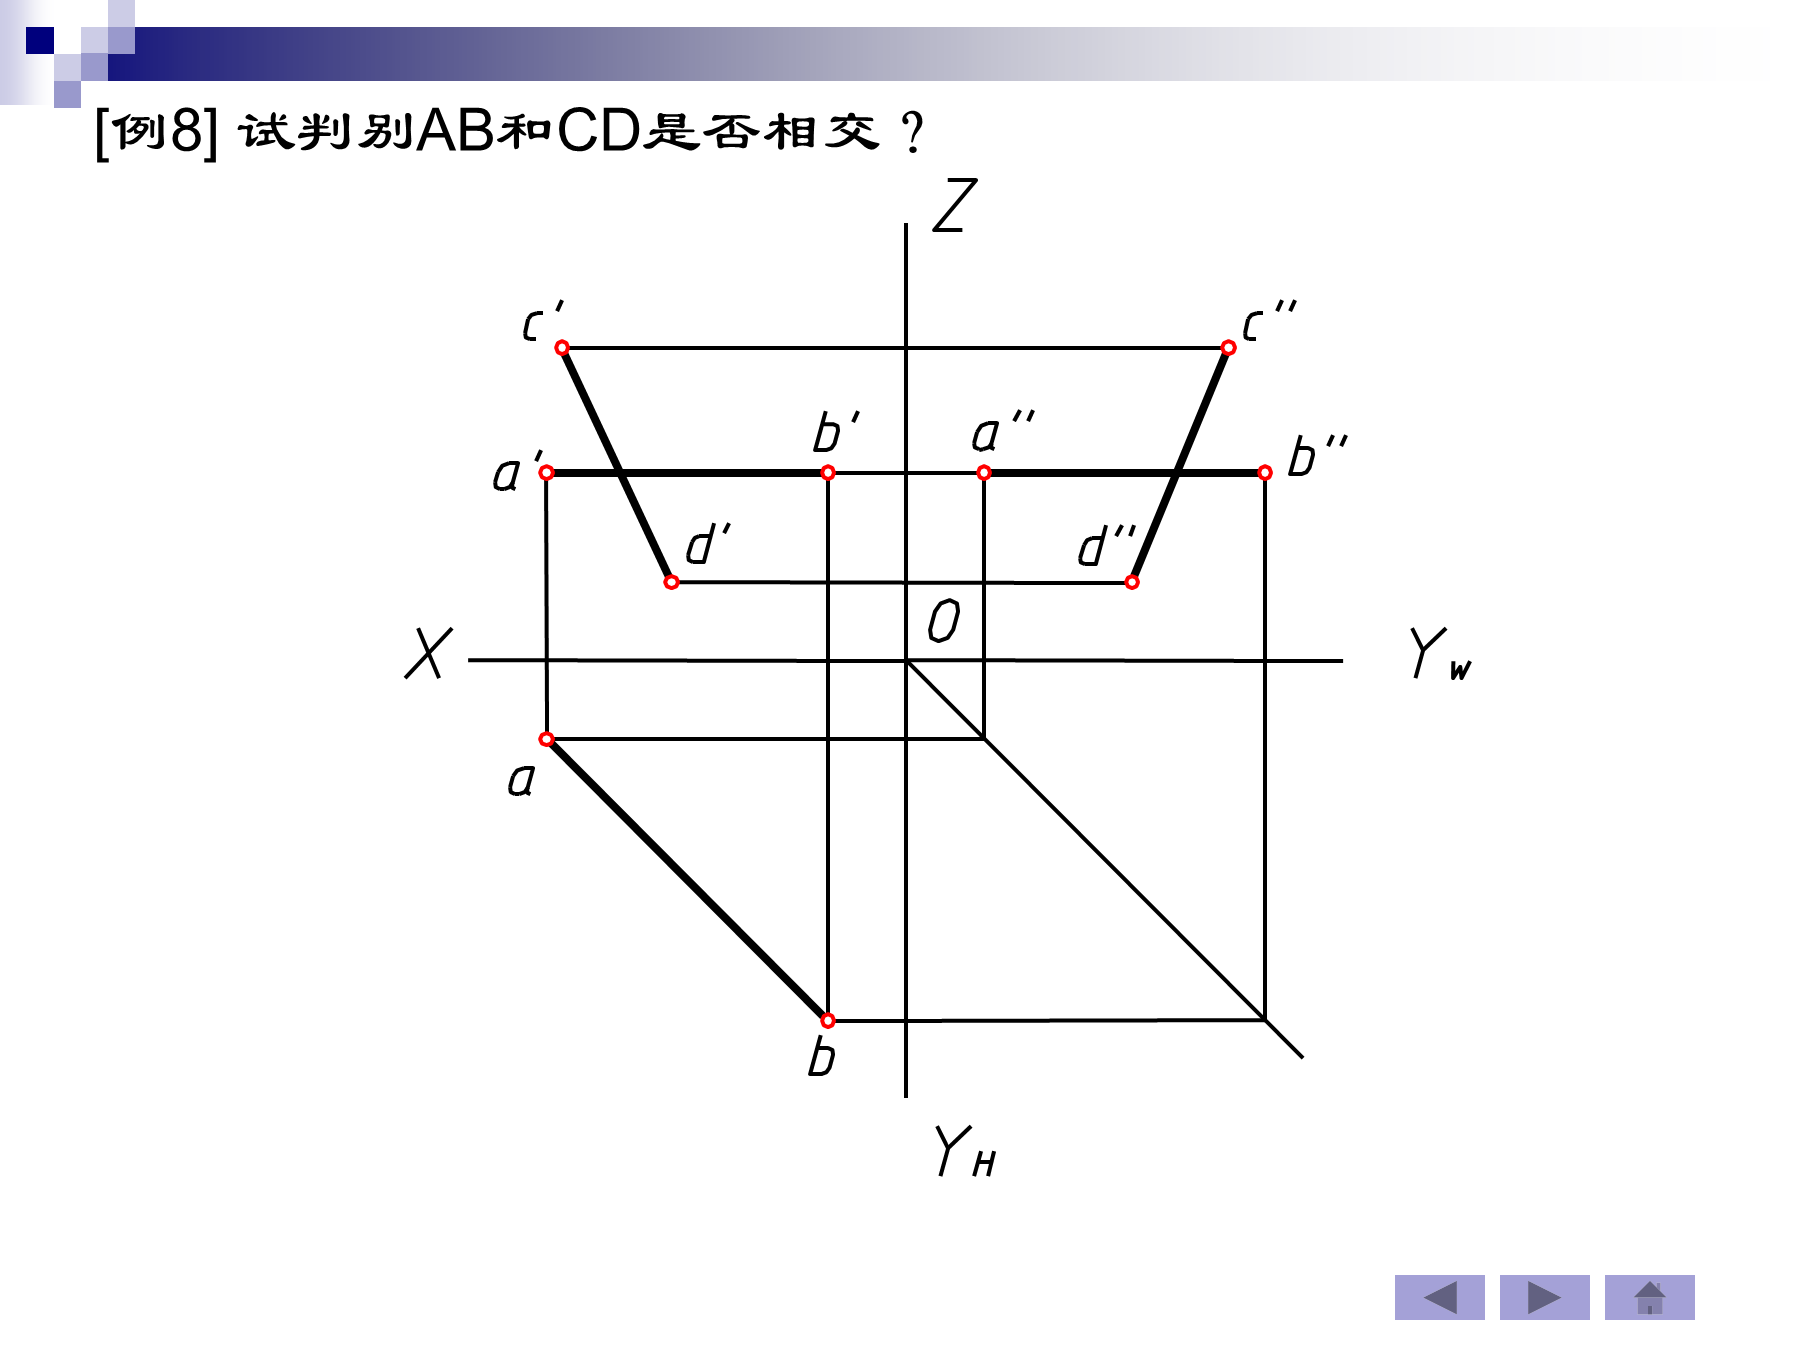 [例8] 试判别AB和CD是否相交？
Z
c′ c″
b′ a″
a′ b″
d′ d″
O
X Yw
a
b
YH